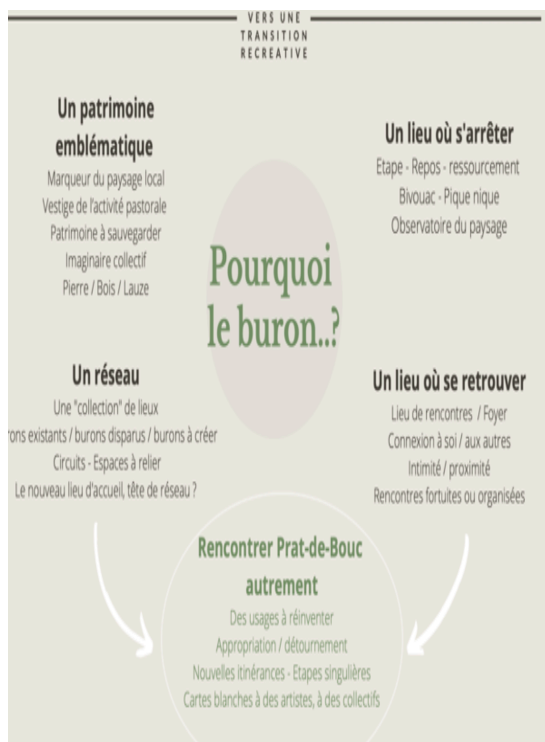 VERS UNE
TRANSITION
RECREATIVE
Un patrimoine
emblématique
Marqueur du paysage local
Vestige de l'activité pastorale
Patrimoine à sauvegarder
Imaginaire collectif
Pierre / Bois / Lauze
Un lieu où s'arrêter
Etape - Repos - ressourcement
Bivouac - Pique nique
Observatoire du paysage
Pourquoi
le buron..?
Un réseau
Une "collection" de lieux
rons existants / burons disparus / burons à créer
Circuits - Espaces à relier
Le nouveau lieu d'accueil, tête de réseau ?
Un lieu où se retrouver
Lieu de rencontres / Foyer
Connexion à soi / aux autres
Intimité / proximité
Rencontres fortuites ou organisées
Rencontrer Prat-de-Bouc
autrement
Des usages à réinventer
Appropriation / détournement
Nouvelles itinérances - Etapes singulières
Cartes blanches à des artistes, à des collectifs